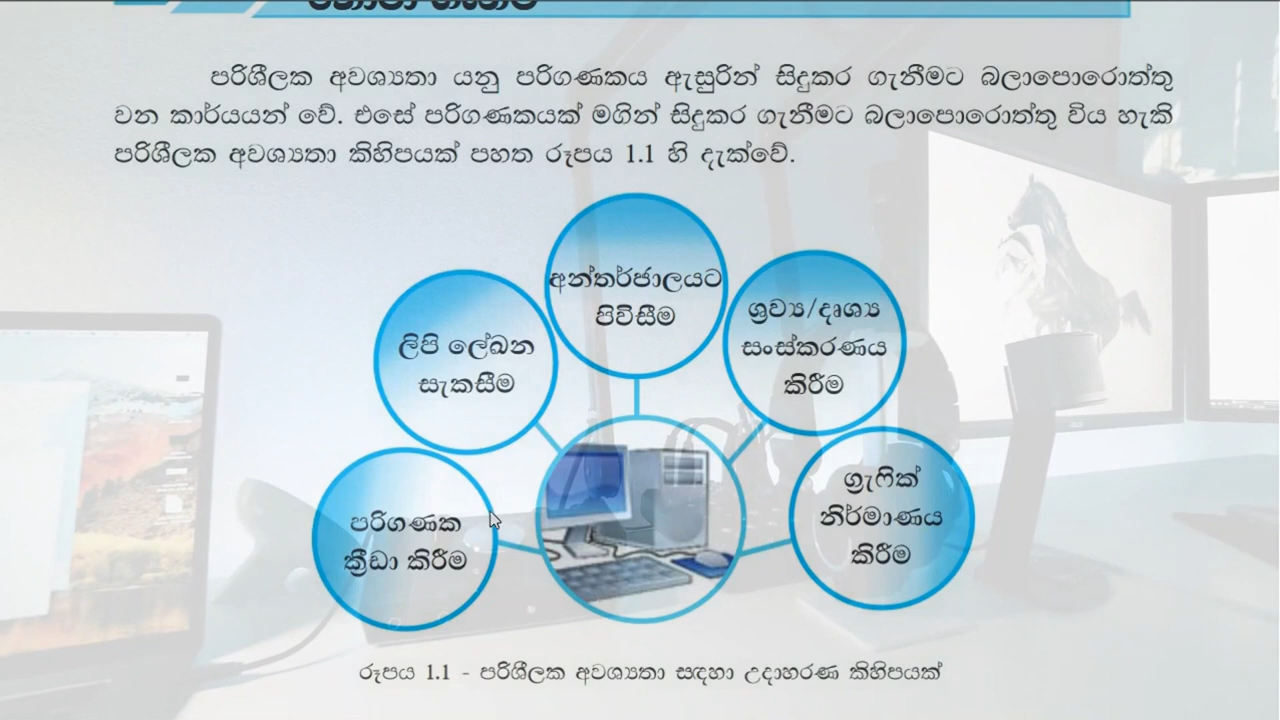 පරිශීලක අවශ්‍යතා යනු පරිගණකය ඇසුරින් සිදුකර ගැනීමට බලාපොරොත්තු
වන කාර්යයන් වේ. එසේ පරිගණකයක් මගින් සිදුකර ගැනීමට බලාපොරොත්තු විය හැකි
පරිශීලක අවශ්‍යතා කිහිපයක් පහත රූපය 1.1 හි දැක්වේ.
අන්තර්ජාලයට
පිවිසීම
ලිපි ලේඛන
සැකසීම
ශ්‍රව්‍ය/දෘශ්‍ය
සංස්කරණය
කිරීම
පරිගණක
ක්‍රීඩා කිරීම
ග්‍රැෆික්
නිර්මාණය
කිරීම
රූපය 1.1 - පරිශීලක අවශ්‍යතා සඳහා උදාහරණ කිහිපයක්